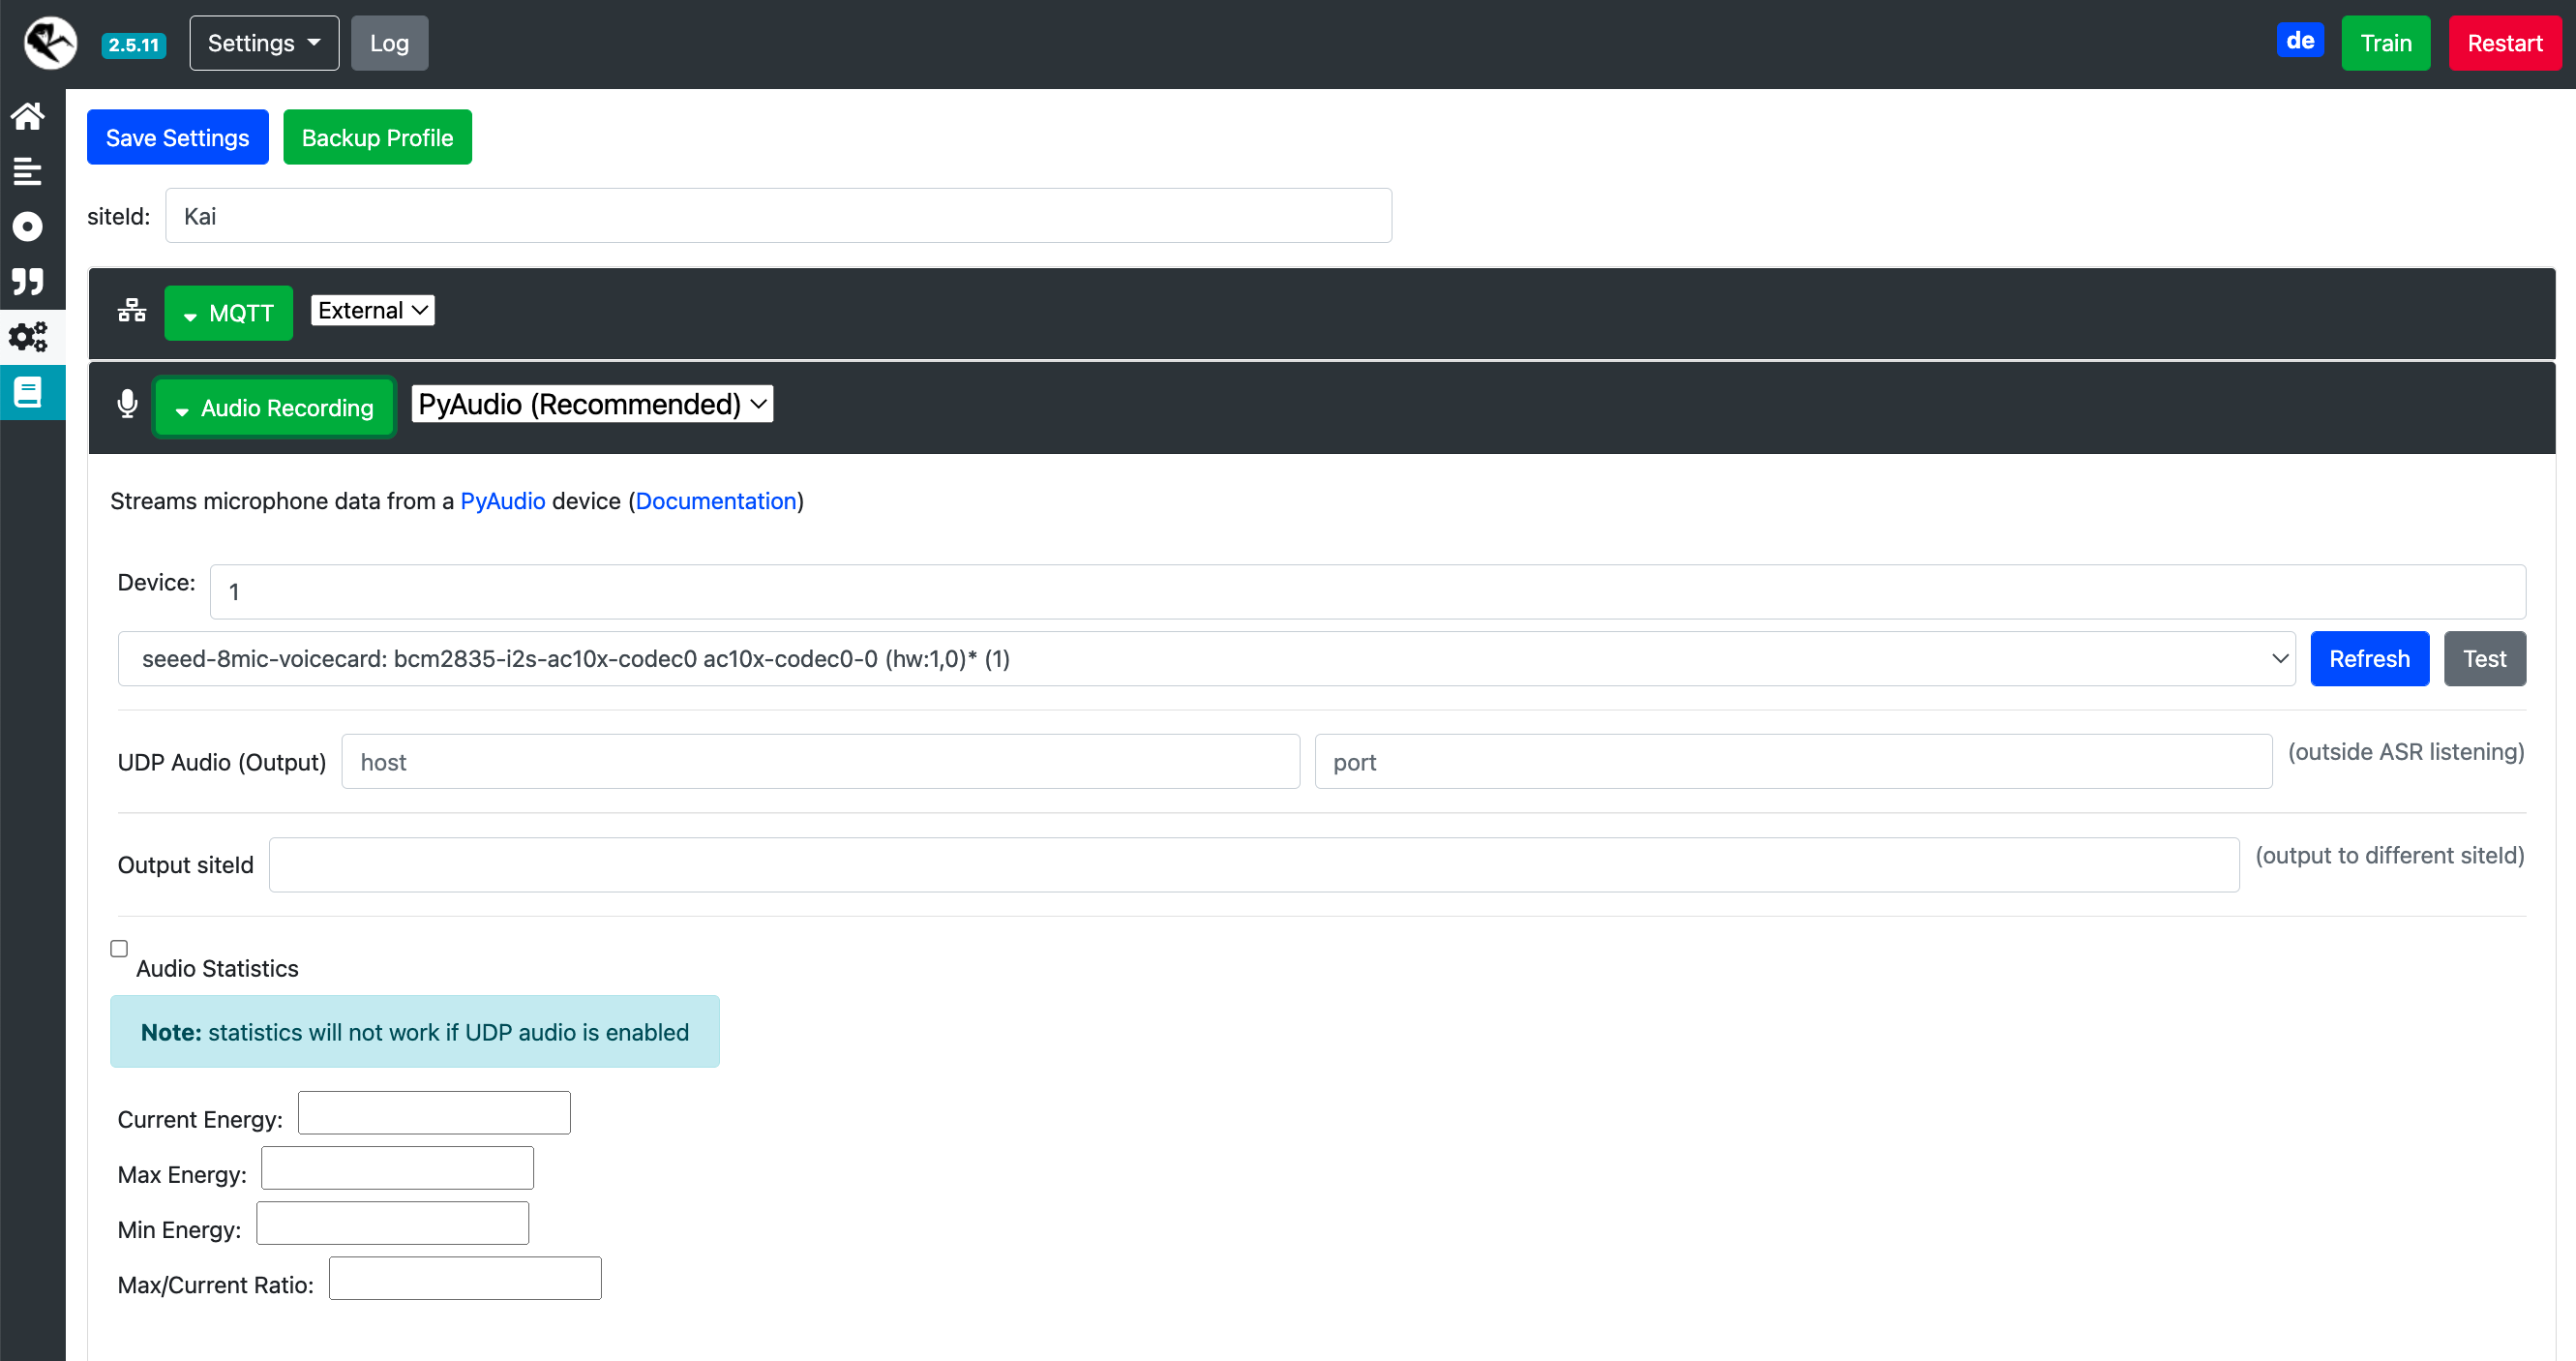 2.5.11 Settings Log de Train Restart
Save Settings Backup Profile
siteId: Kai
MQTT External
Audio Recording PyAudio (Recommended)
Streams microphone data from a PyAudio device (Documentation)
Device: 1
seeed-8mic-voicecard: bcm2835-i2s-ac10x-codec0 ac10x-codec0-0 (hw:1,0)* (1) Refresh Test
UDP Audio (Output) host port (outside ASR listening)
Output siteId (output to different siteId)
Audio Statistics
Note: statistics will not work if UDP audio is enabled
Current Energy:
Max Energy:
Min Energy:
Max/Current Ratio: